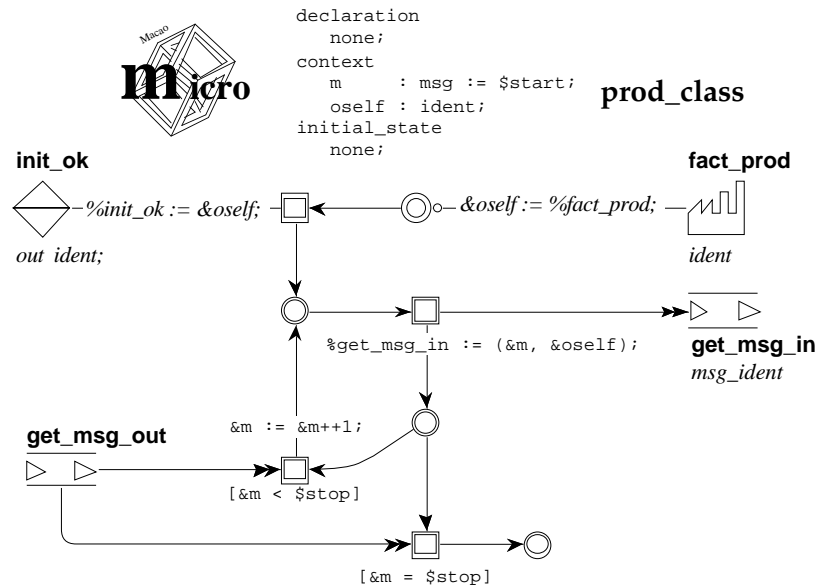 declaration
none;
context
m : msg := $start;
oself : ident;
initial_state
none;
Macao
micro
prod_class
init_ok
fact_prod
%init_ok := &oself;
&oself := %fact_prod;
out ident;
ident
%get_msg_in := (&m, &oself);
get_msg_in
msg_ident
&m := &m++1;
get_msg_out
[&m < $stop]
[&m = $stop]